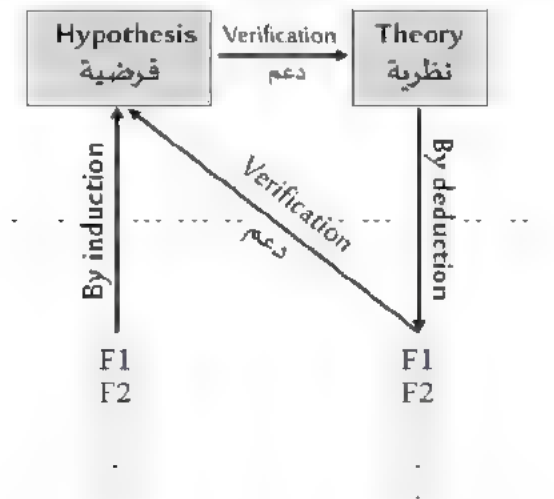 Hypothesis
فرضية
Verification
دعم
Theory
نظرية
By induction
Verification
دعم
By deduction
F1
F2
F1
F2